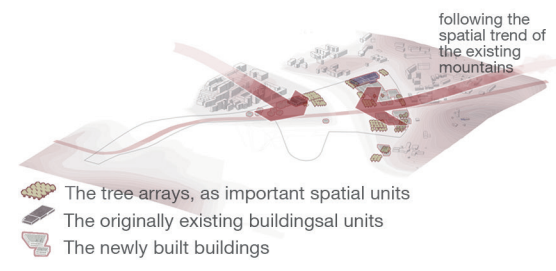 following the
spatial trend of
the existing
mountains
The tree arrays, as important spatial units
The originally existing buildingsal units
The newly built buildings